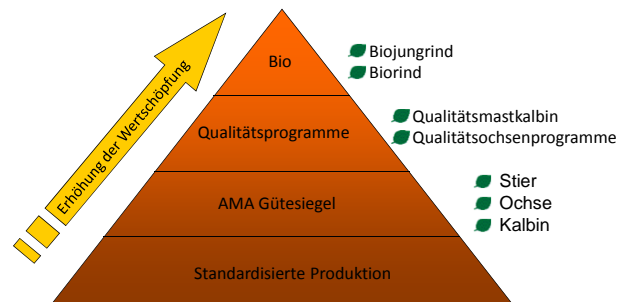 Bio
Biojungrind
Biorind
Qualitätsprogramme
Qualitätsmastkalbin
Qualitätsochsenprogramme
AMA Gütesiegel
Stier
Ochse
Kalbin
Standardisierte Produktion
Erhöhung der Wertschöpfung